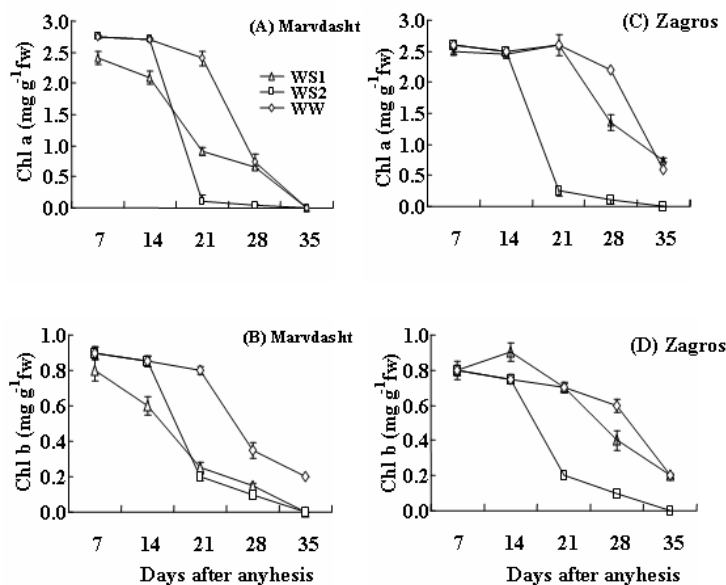 (A) Marvdasht
Chl a (mg g-1fw)
3.0
2.5
2.0
1.5
1.0
0.5
0.0
WS1
WS2
WW
7 14 21 28 35
(C) Zagros
Chl a (mg g-1fw)
3.0
2.5
2.0
1.5
1.0
0.5
0.0
7 14 21 28 35
(B) Marvdasht
Chl b (mg g-1fw)
1.0
0.8
0.6
0.4
0.2
0.0
7 14 21 28 35
Days after anyhesis
(D) Zagros
Chl b (mg g-1fw)
1.0
0.8
0.6
0.4
0.2
0.0
7 14 21 28 35
Days after anyhesis